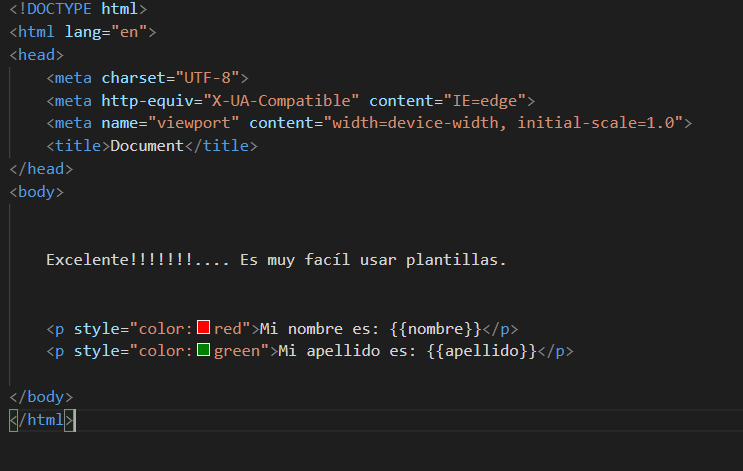 <!DOCTYPE html>
<html lang="en">
<head>
    <meta charset="UTF-8">
    <meta http-equiv="X-UA-Compatible" content="IE=edge">
    <meta name="viewport" content="width=device-width, initial-scale=1.0">
    <title>Document</title>
</head>
<body>
    Excelente!!!!!!!.... Es muy facíl usar plantillas.
    <p style="color:red">Mi nombre es: {{nombre}}</p>
    <p style="color:green">Mi apellido es: {{apellido}}</p>
</body>
</html>